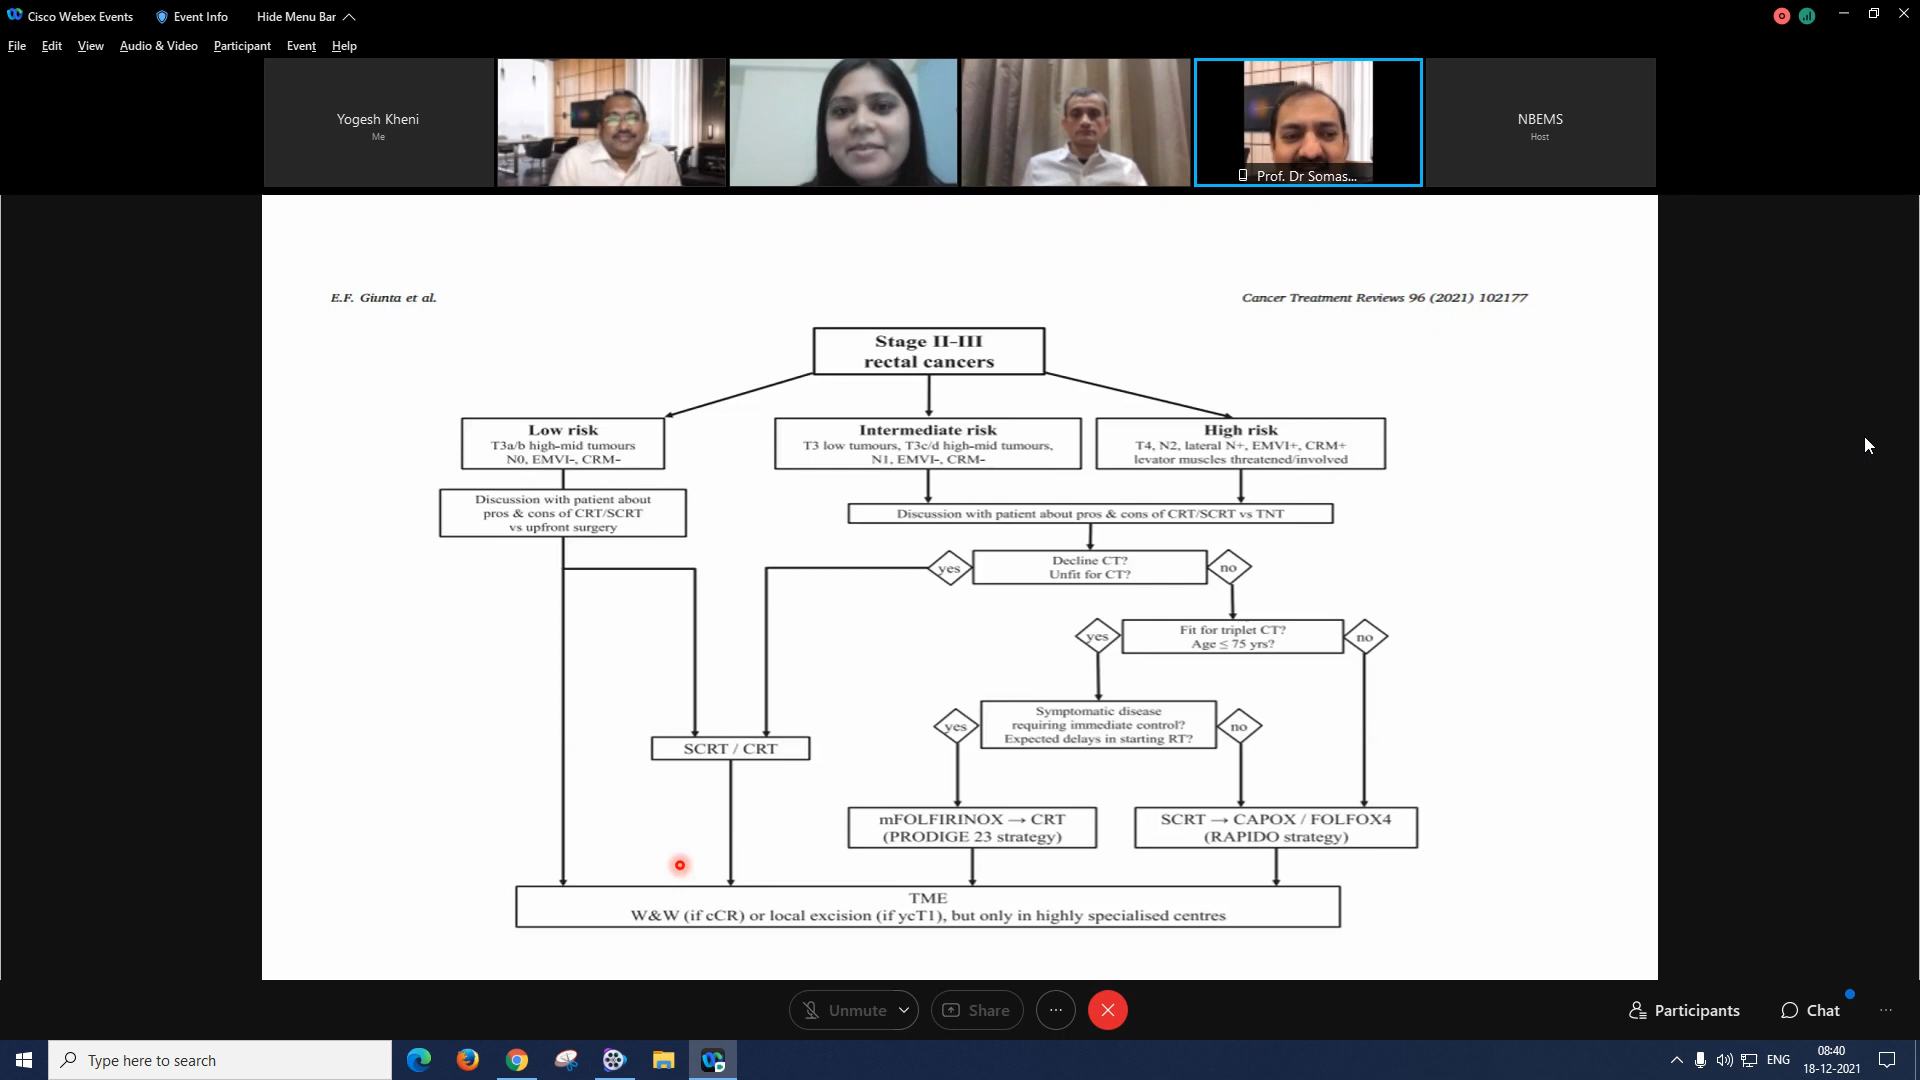 Cisco Webex Events
Event Info
Hide Menu Bar
File Edit View Audio & Video Participant Event Help
Yogesh Kheni
Me
Prof. Dr Somas...
NBEMS
Host
E.F. Giunta et al.
Cancer Treatment Reviews 96 (2021) 102177
Stage II-III
rectal cancers
Low risk
T3a/b high-mid tumours
N0, EMVI-, CRM-
Intermediate risk
T3 low tumours, T3c/d high-mid tumours,
N1, EMVI-, CRM-
High risk
T4, N2, lateral N+, EMVI+, CRM+
levator muscles threatened/involved
Discussion with patient about
pros & cons of CRT/SCRT
vs upfront surgery
Discussion with patient about pros & cons of CRT/SCRT vs TNT
yes
Decline CT?
Unfit for CT?
no
yes
Fit for triplet CT?
Age ≤ 75 yrs?
no
yes
Symptomatic disease
requiring immediate control?
Expected delays in starting RT?
no
SCRT / CRT
mFOLFIRINOX → CRT
(PRODIGE 23 strategy)
SCRT → CAPOX / FOLFOX4
(RAPIDO strategy)
TME
W&W (if cCR) or local excision (if ycT1), but only in highly specialised centres
Unmute
Share
Participants
Chat
Type here to search
ENG
08:40
18-12-2021